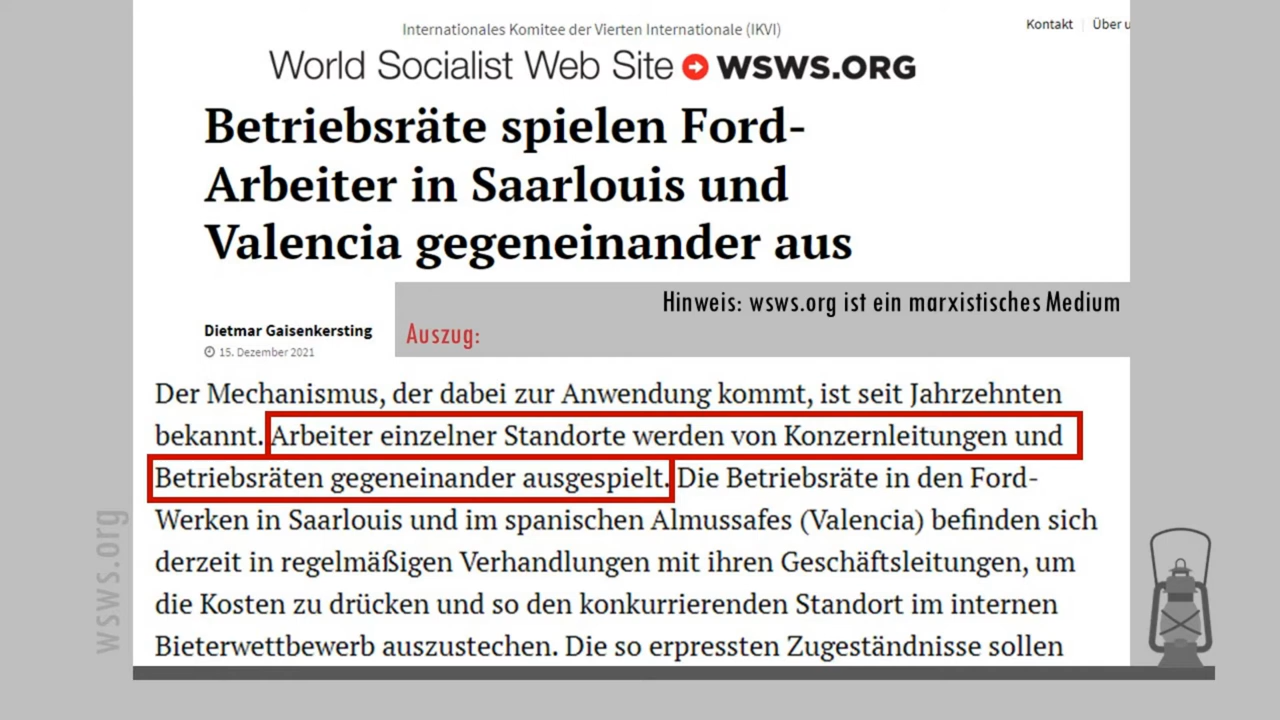 Internationales Komitee der Vierten Internationale (IKVI)
Kontakt Über u
World Socialist Web Site WSWS.ORG
Betriebsräte spielen Ford-
Arbeiter in Saarlouis und
Valencia gegeneinander aus
Hinweis: wsws.org ist ein marxistisches Medium
Auszug:
Dietmar Gaisenkersting
15. Dezember 2021
Der Mechanismus, der dabei zur Anwendung kommt, ist seit Jahrzehnten
bekannt. Arbeiter einzelner Standorte werden von Konzernleitungen und
Betriebsräten gegeneinander ausgespielt. Die Betriebsräte in den Ford-
Werken in Saarlouis und im spanischen Almussafes (Valencia) befinden sich
derzeit in regelmäßigen Verhandlungen mit ihren Geschäftsleitungen, um
die Kosten zu drücken und so den konkurrierenden Standort im internen
Bieterwettbewerb auszustechen. Die so erpressten Zugeständnisse sollen
wsws.org